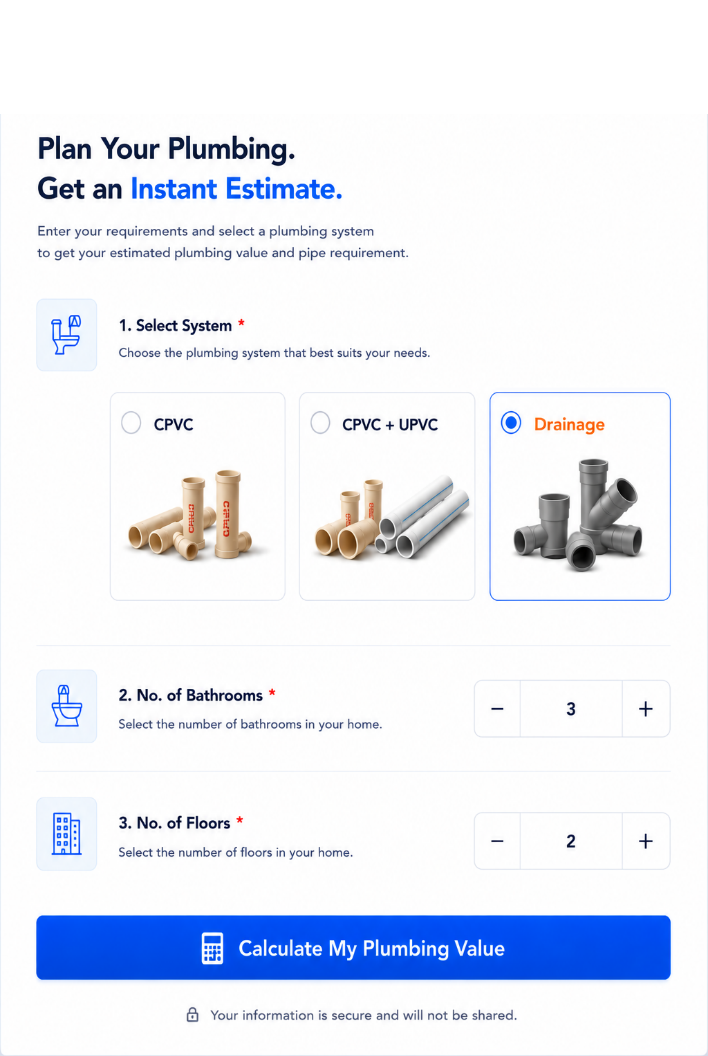 Plan Your Plumbing.
Get an Instant Estimate.
Enter your requirements and select a plumbing system
to get your estimated plumbing value and pipe requirement.
1. Select System *
Choose the plumbing system that best suits your needs.
CPVC
CPVC + UPVC
Drainage
2. No. of Bathrooms *
Select the number of bathrooms in your home.
− 3 +
3. No. of Floors *
Select the number of floors in your home.
− 2 +
Calculate My Plumbing Value
Your information is secure and will not be shared.